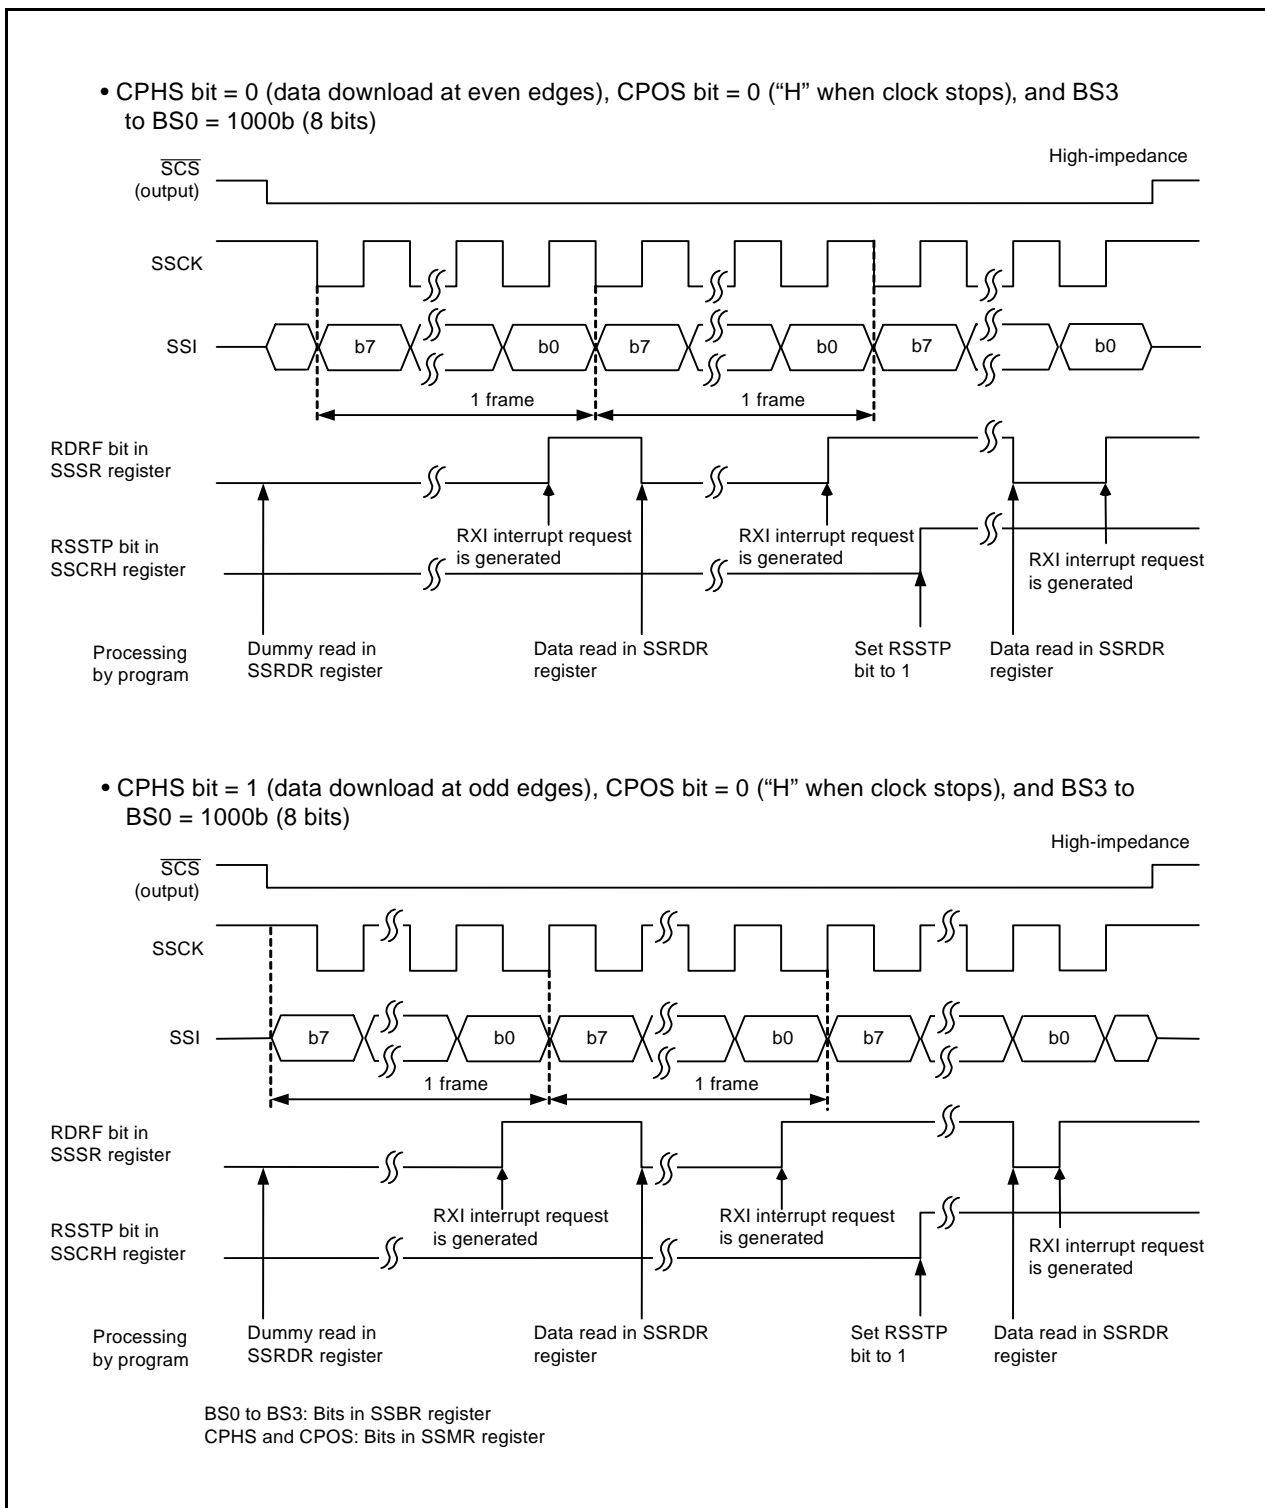 • CPHS bit = 0 (data download at even edges), CPOS bit = 0 (“H” when clock stops), and BS3
to BS0 = 1000b (8 bits)
High-impedance
SCS
(output)
SSCK
SSI
b7
b0
b7
b0
b7
b0
1 frame
1 frame
RDRF bit in
SSSR register
RXI interrupt request
is generated
RXI interrupt request
is generated
RXI interrupt request
is generated
RSSTP bit in
SSCRH register
Processing
by program
Dummy read in
SSRDR register
Data read in SSRDR
register
Set RSSTP
bit to 1
Data read in SSRDR
register
• CPHS bit = 1 (data download at odd edges), CPOS bit = 0 (“H” when clock stops), and BS3 to
BS0 = 1000b (8 bits)
High-impedance
SCS
(output)
SSCK
SSI
b7
b0
b7
b0
b7
b0
1 frame
1 frame
RDRF bit in
SSSR register
RXI interrupt request
is generated
RXI interrupt request
is generated
RXI interrupt request
is generated
RSSTP bit in
SSCRH register
Processing
by program
Dummy read in
SSRDR register
Data read in SSRDR
register
Set RSSTP
bit to 1
Data read in SSRDR
register
BS0 to BS3: Bits in SSBR register
CPHS and CPOS: Bits in SSMR register